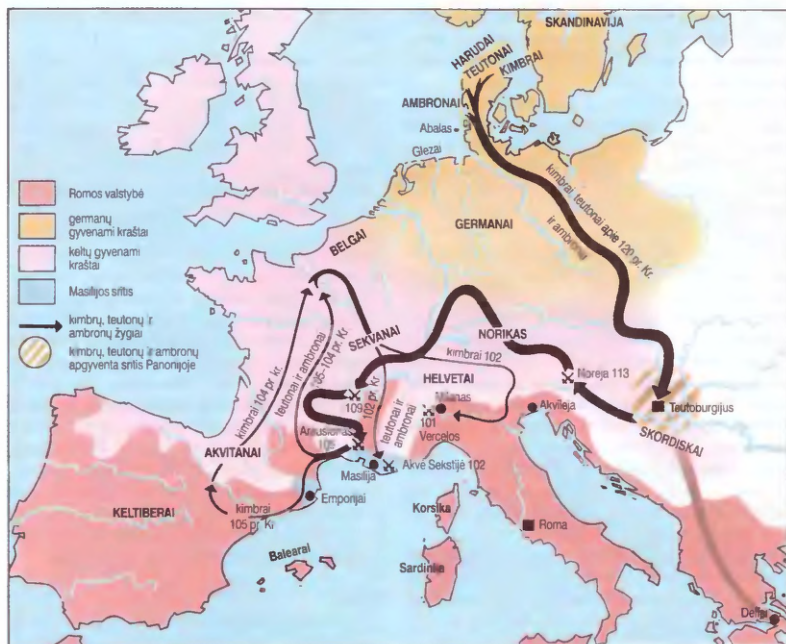 SKANDINAVIJA
HARUDAI
TEUTONAI
KIMBRAI
AMBRONAI
Abalas
Glezai
kimbrai, teutonai apie 120 pr. Kr.
ir ambronai
GERMANAI
BELGAI
Romos valstybė
germanų
gyvenami kraštai
keltų gyvenami
kraštai
Masilijos sritis
kimbrų, teutonų ir
ambronų žygiai
kimbrų, teutonų ir ambronų
apgyventa sritis Panonijoje
SEKVANAI
NORIKAS
kimbrai 102
HELVETAI
Noreja 113
Teutoburgijus
SKORDISKAI
kimbrai 104 pr. Kr.
teutonai ir ambronai
105–104 pr. Kr.
109
102 pr. Kr.
teutonai ir
ambronai
Milanas
101
Vercelos
Akvilėja
Arausionas
105
AKVITANAI
Masilija
Akvė Sekstijė 102
KELTIBERAI
kimbrai
105 pr. Kr.
Emporijai
Korsika
Roma
Balearai
Sardinija
Delfai